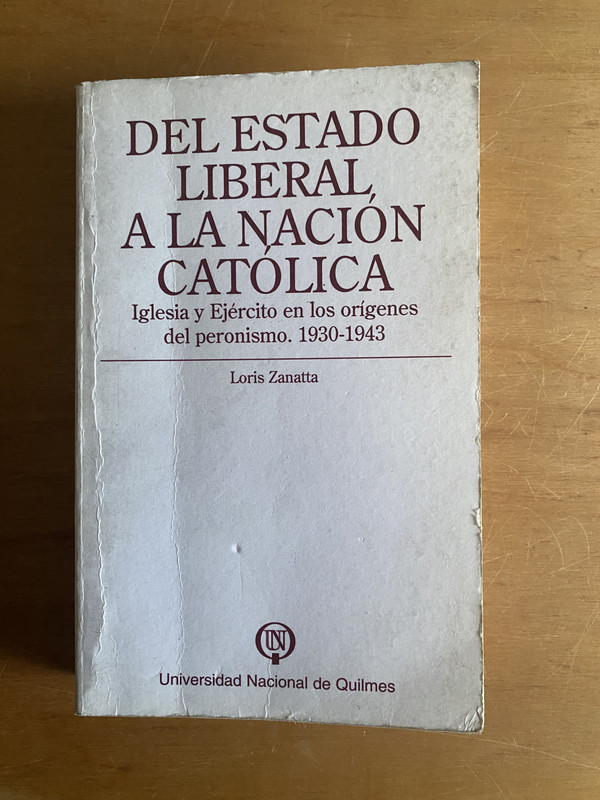 DEL ESTADO
LIBERAL
A LA NACIÓN
CATÓLICA
Iglesia y Ejército en los orígenes
del peronismo. 1930-1943
Loris Zanatta
UNQ
Universidad Nacional de Quilmes